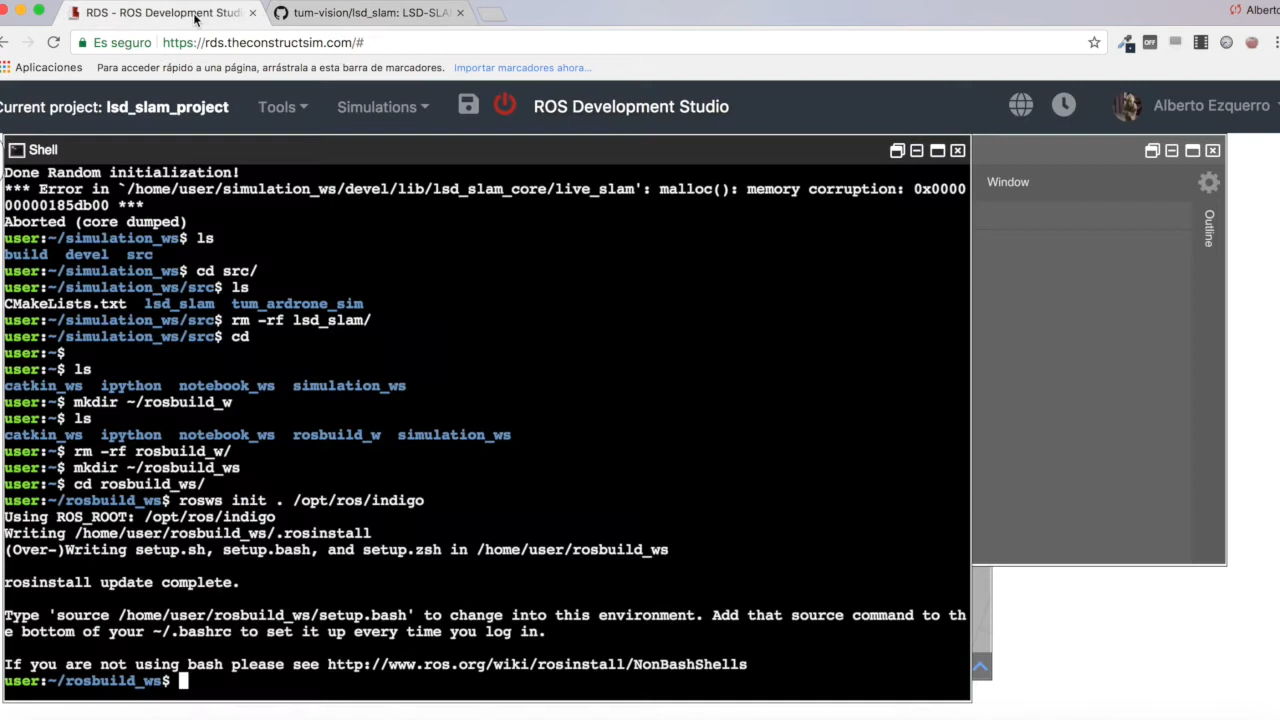 RDS - ROS Development Studi
tum-vision/lsd_slam: LSD-SLA
Alberto
Es seguro https://rds.theconstructsim.com/#
OFF
Aplicaciones Para acceder rápido a una página, arrástrala a esta barra de marcadores. Importar marcadores ahora...
Current project: lsd_slam_project Tools Simulations ROS Development Studio Alberto Ezquerro
Shell
Window
Outline
Done Random initialization!
*** Error in `/home/user/simulation_ws/devel/lib/lsd_slam_core/live_slam': malloc(): memory corruption: 0x0000
00000185db00 ***
Aborted (core dumped)
user:~/simulation_ws$ ls
build devel src
user:~/simulation_ws$ cd src/
user:~/simulation_ws/src$ ls
CMakeLists.txt lsd_slam tum_ardrone_sim
user:~/simulation_ws/src$ rm -rf lsd_slam/
user:~/simulation_ws/src$ cd
user:~$
user:~$ ls
catkin_ws ipython notebook_ws simulation_ws
user:~$ mkdir ~/rosbuild_w
user:~$ ls
catkin_ws ipython notebook_ws rosbuild_w simulation_ws
user:~$ rm -rf rosbuild_w/
user:~$ mkdir ~/rosbuild_ws
user:~$ cd rosbuild_ws/
user:~/rosbuild_ws$ rosws init . /opt/ros/indigo
Using ROS_ROOT: /opt/ros/indigo
Writing /home/user/rosbuild_ws/.rosinstall
(Over-)Writing setup.sh, setup.bash, and setup.zsh in /home/user/rosbuild_ws
rosinstall update complete.
Type 'source /home/user/rosbuild_ws/setup.bash' to change into this environment. Add that source command to th
e bottom of your ~/.bashrc to set it up every time you log in.
If you are not using bash please see http://www.ros.org/wiki/rosinstall/NonBashShells
user:~/rosbuild_ws$